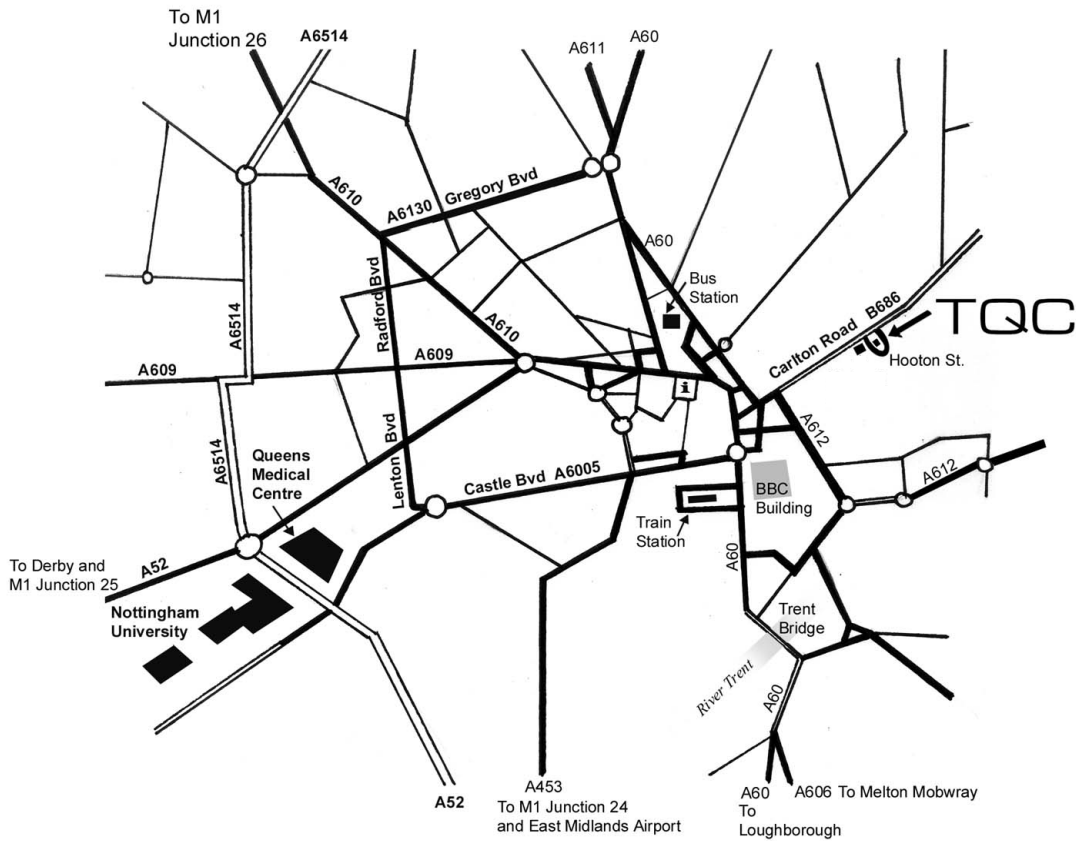 To M1
Junction 26
A6514
A611
A60
A610
A6130 Gregory Bvd
A60
Radford Bvd
Bus
Station
Carlton Road B686
TQC
Hooton St.
A6514
A610
A609
A609
i
A612
A6514
Queens
Medical
Centre
Lenton Bvd
Castle Bvd A6005
BBC
Building
A612
Train
Station
To Derby and
M1 Junction 25
A52
A60
Nottingham
University
Trent
Bridge
River Trent
A60
A52
A453
To M1 Junction 24
and East Midlands Airport
A60
To
Loughborough
A606 To Melton Mobwray